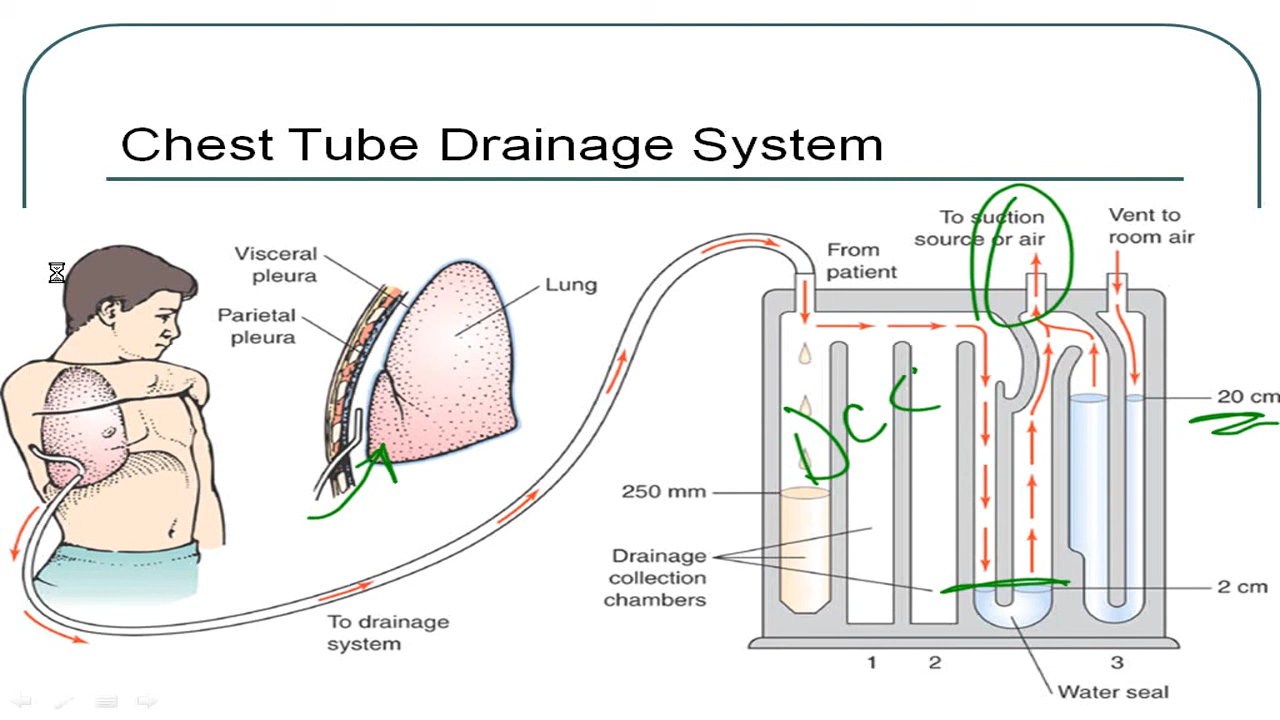 Chest Tube Drainage System
Visceral
pleura
Parietal
pleura
Lung
To drainage
system
From
patient
To suction
source or air
Vent to
room air
DCC
250 mm
Drainage
collection
chambers
20 cm
2 cm
1
2
3
Water seal